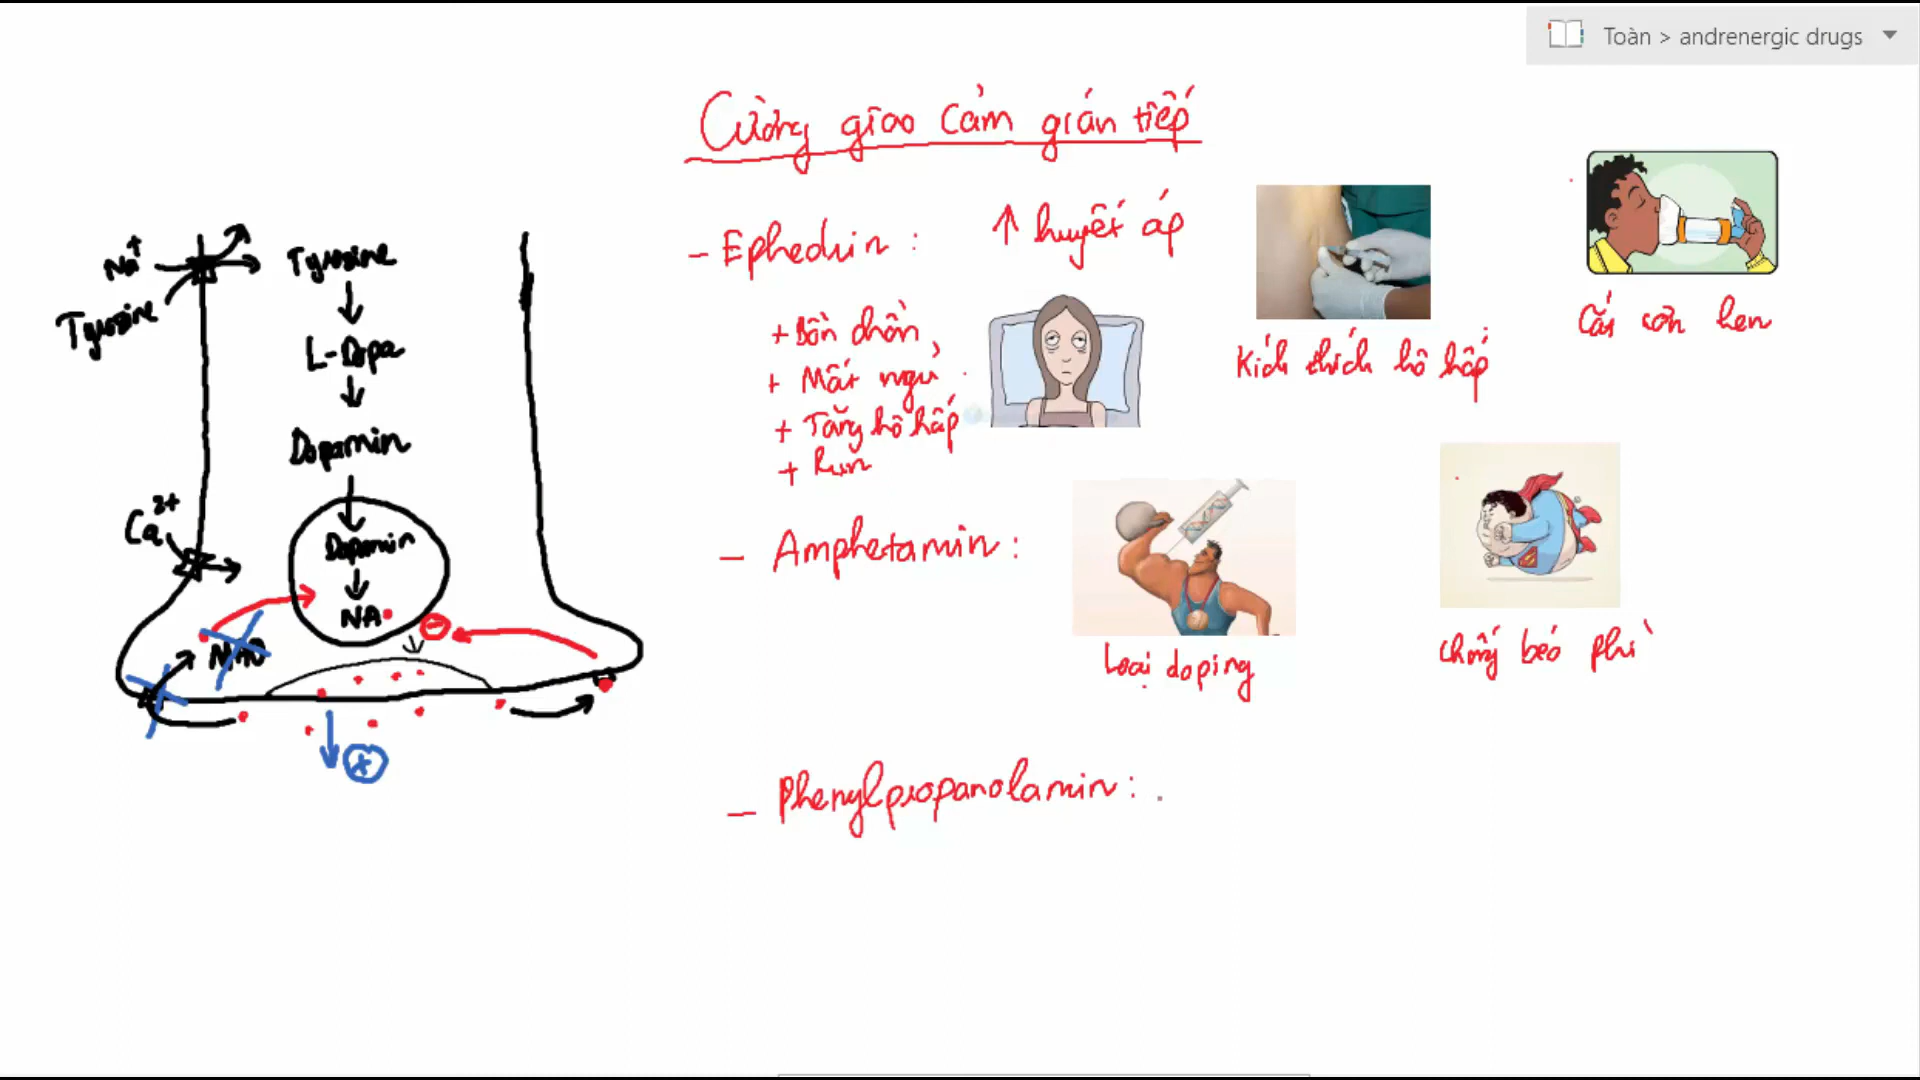 Toàn > andrenergic drugs
Cường giao cảm gián tiếp
- Ephedrin : ↑ huyết áp
+ Bồn chồn
+ Mất ngủ
+ Tăng hô hấp
+ Run
Kích thích hô hấp
Cắt cơn hen
- Amphetamin :
Loại doping
Chống béo phì
- Phenylpropanolamin :
Na+
Tyrosine
Tyrosine
L-Dopa
Dopamin
Ca2+
Dopamin
NA
MAO